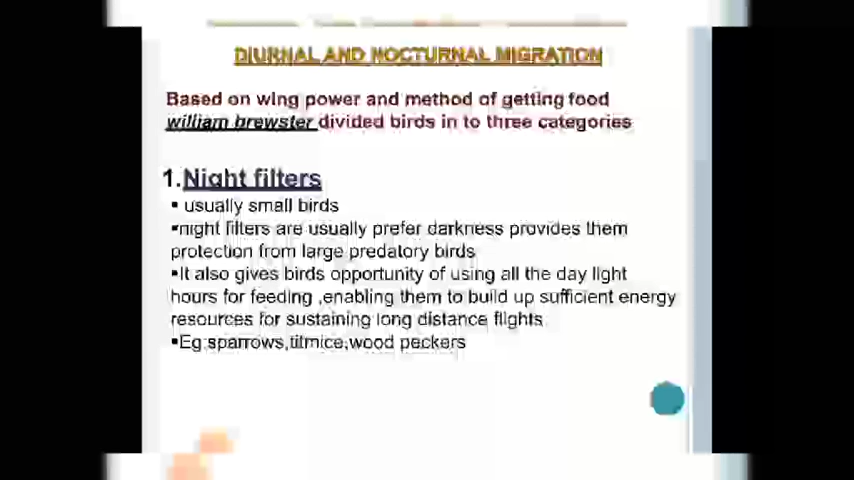 DIURNAL AND NOCTURNAL MIGRATION
Based on wing power and method of getting food
william brewster divided birds in to three categories
1.Night filters
▪ usually small birds
▪night filters are usually prefer darkness provides them
protection from large predatory birds
▪It also gives birds opportunity of using all the day light
hours for feeding ,enabling them to build up sufficient energy
resources for sustaining long distance flights
▪Eg:sparrows,titmice,wood peckers